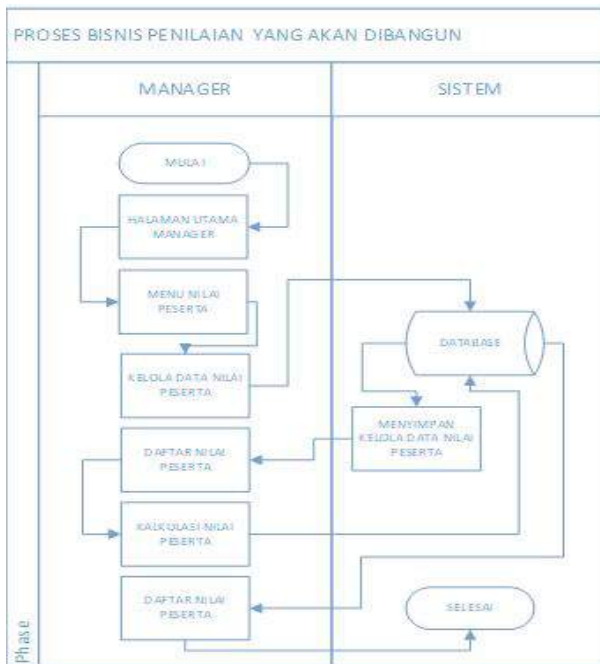 PROSES BISNIS PENILAIAN YANG AKAN DIBANGUN
MANAGER
SISTEM
MULAI
HALAMAN UTAMA
MANAGER
MENU NILAI
PESERTA
KELOLA DATA NILAI
PESERTA
DATABASE
MENYIMPAN
KELOLA DATA NILAI
PESERTA
DAFTAR NILAI
PESERTA
KALKULASI NILAI
PESERTA
DAFTAR NILAI
PESERTA
SELESAI
Phase